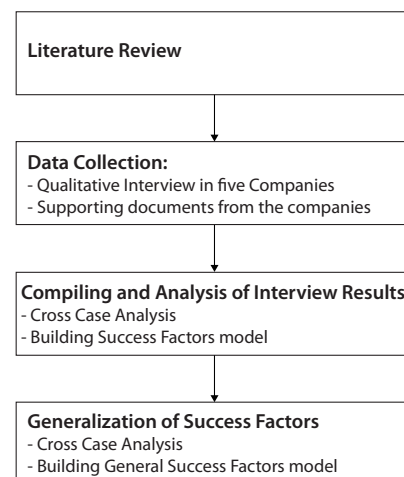 Literature Review
Data Collection:
- Qualitative Interview in five Companies
- Supporting documents from the companies
Compiling and Analysis of Interview Results
- Cross Case Analysis
- Building Success Factors model
Generalization of Success Factors
- Cross Case Analysis
- Building General Success Factors model